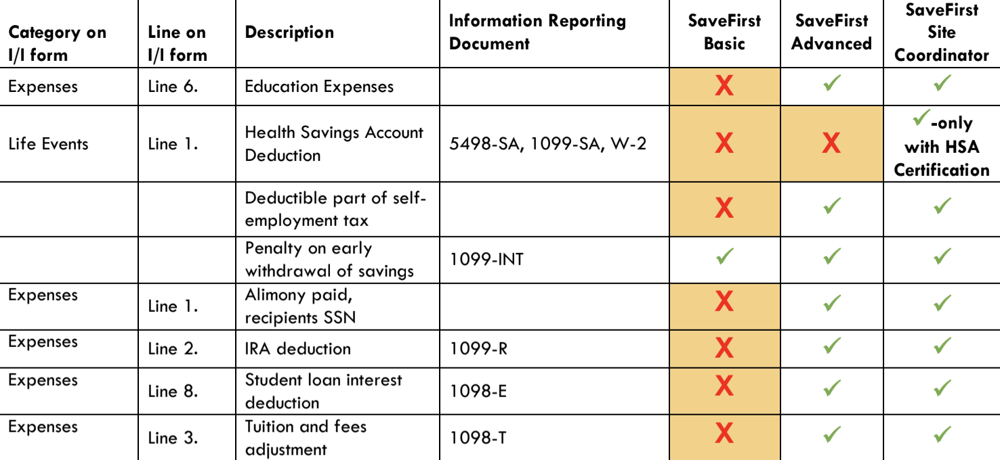 Category on I/I form | Line on I/I form | Description | Information Reporting Document | SaveFirst Basic | SaveFirst Advanced | SaveFirst Site Coordinator
Expenses | Line 6. | Education Expenses | | X | ✓ | ✓
Life Events | Line 1. | Health Savings Account Deduction | 5498-SA, 1099-SA, W-2 | X | X | ✓-only with HSA Certification
| | Deductible part of self-employment tax | | X | ✓ | ✓
| | Penalty on early withdrawal of savings | 1099-INT | ✓ | ✓ | ✓
Expenses | Line 1. | Alimony paid, recipients SSN | | X | ✓ | ✓
Expenses | Line 2. | IRA deduction | 1099-R | X | ✓ | ✓
Expenses | Line 8. | Student loan interest deduction | 1098-E | X | ✓ | ✓
Expenses | Line 3. | Tuition and fees adjustment | 1098-T | X | ✓ | ✓